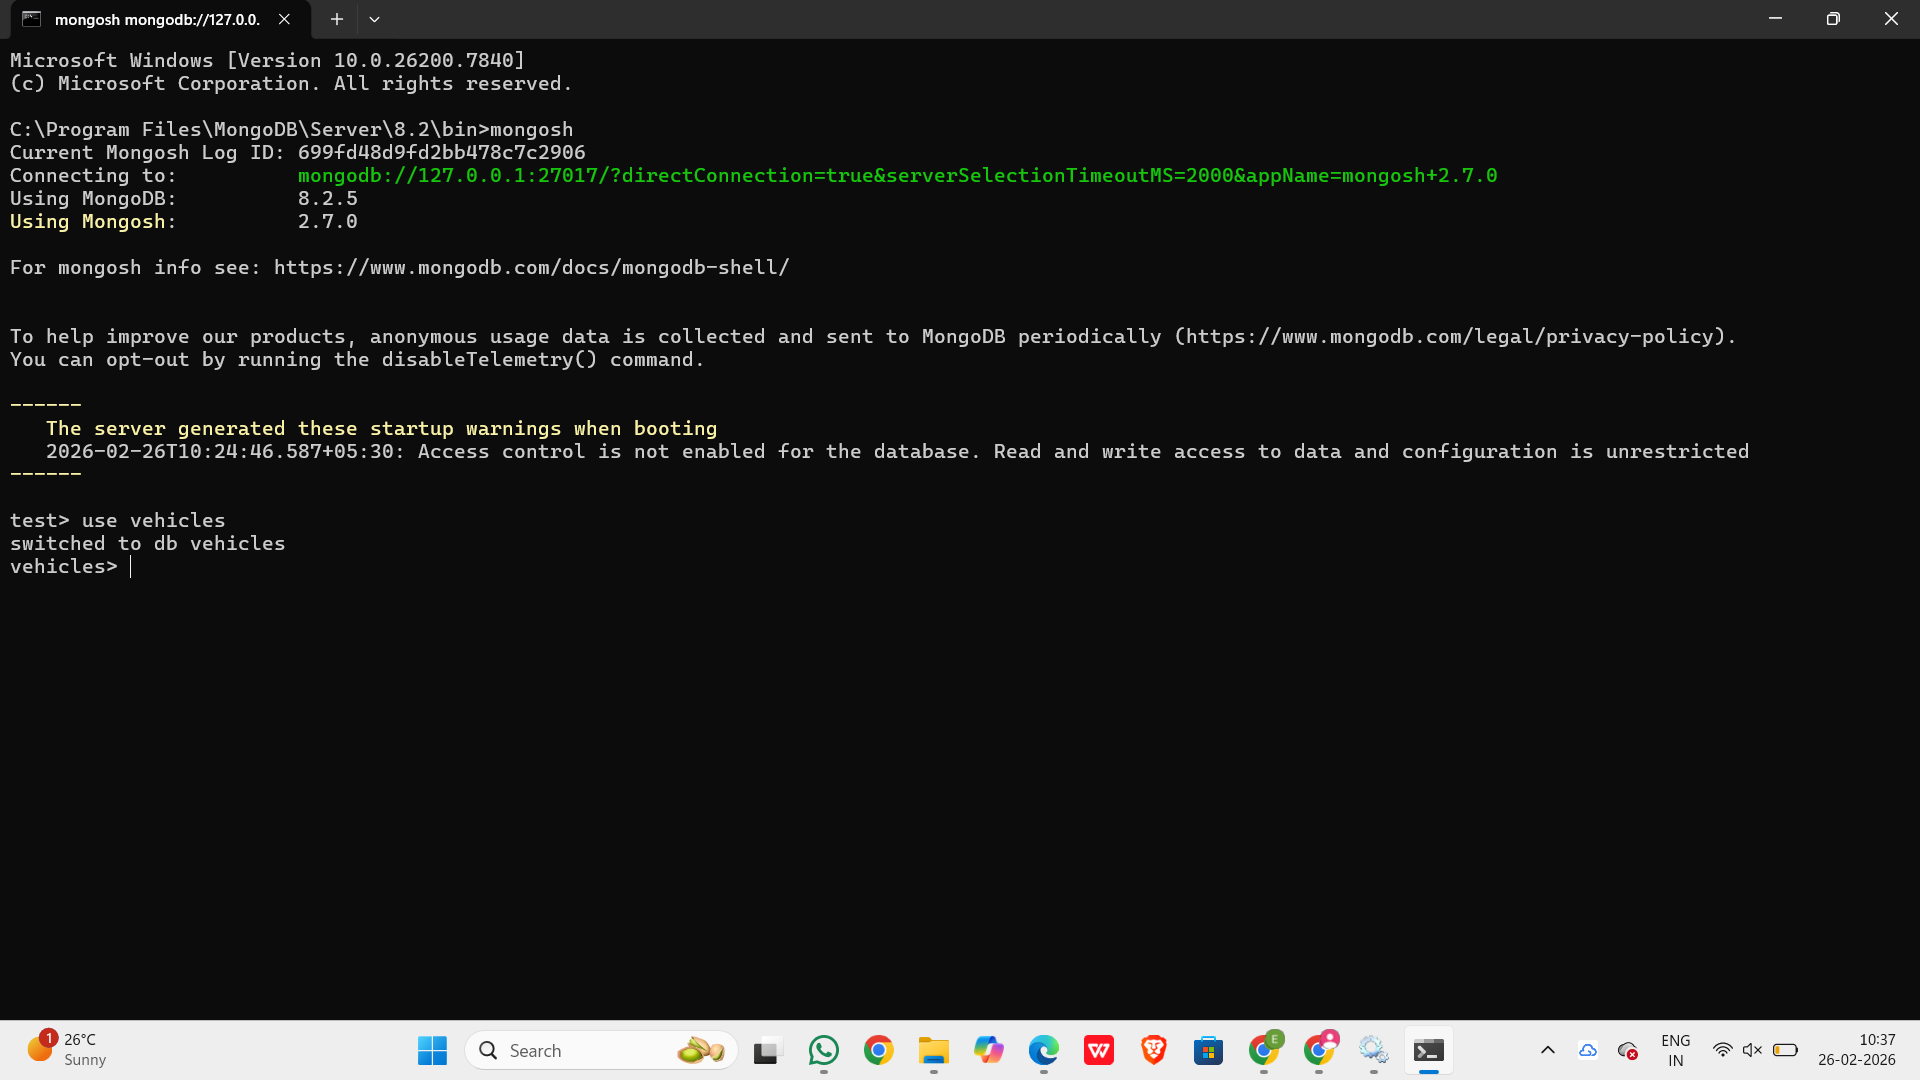 mongosh mongodb://127.0.0.
Microsoft Windows [Version 10.0.26200.7840]
(c) Microsoft Corporation. All rights reserved.
C:\Program Files\MongoDB\Server\8.2\bin>mongosh
Current Mongosh Log ID: 699fd48d9fd2bb478c7c2906
Connecting to:          mongodb://127.0.0.1:27017/?directConnection=true&serverSelectionTimeoutMS=2000&appName=mongosh+2.7.0
Using MongoDB:          8.2.5
Using Mongosh:          2.7.0
For mongosh info see: https://www.mongodb.com/docs/mongodb-shell/
To help improve our products, anonymous usage data is collected and sent to MongoDB periodically (https://www.mongodb.com/legal/privacy-policy).
You can opt-out by running the disableTelemetry() command.
------
   The server generated these startup warnings when booting
   2026-02-26T10:24:46.587+05:30: Access control is not enabled for the database. Read and write access to data and configuration is unrestricted
------
test> use vehicles
switched to db vehicles
vehicles>
1
26°C
Sunny
Search
E
ENG
IN
10:37
26-02-2026